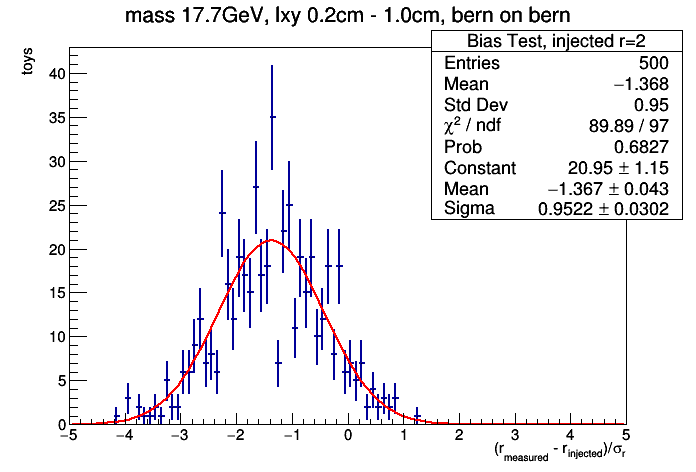 mass 17.7GeV, lxy 0.2cm - 1.0cm, bern on bern
Bias Test, injected r=2
Entries 500
Mean −1.368
Std Dev 0.95
χ² / ndf 89.89 / 97
Prob 0.6827
Constant 20.95 ± 1.15
Mean −1.367 ± 0.043
Sigma 0.9522 ± 0.0302
toys
40
35
30
25
20
15
10
5
0
−5 −4 −3 −2 −1 0 1 2 3 4 5
(r_measured - r_injected)/σ_r